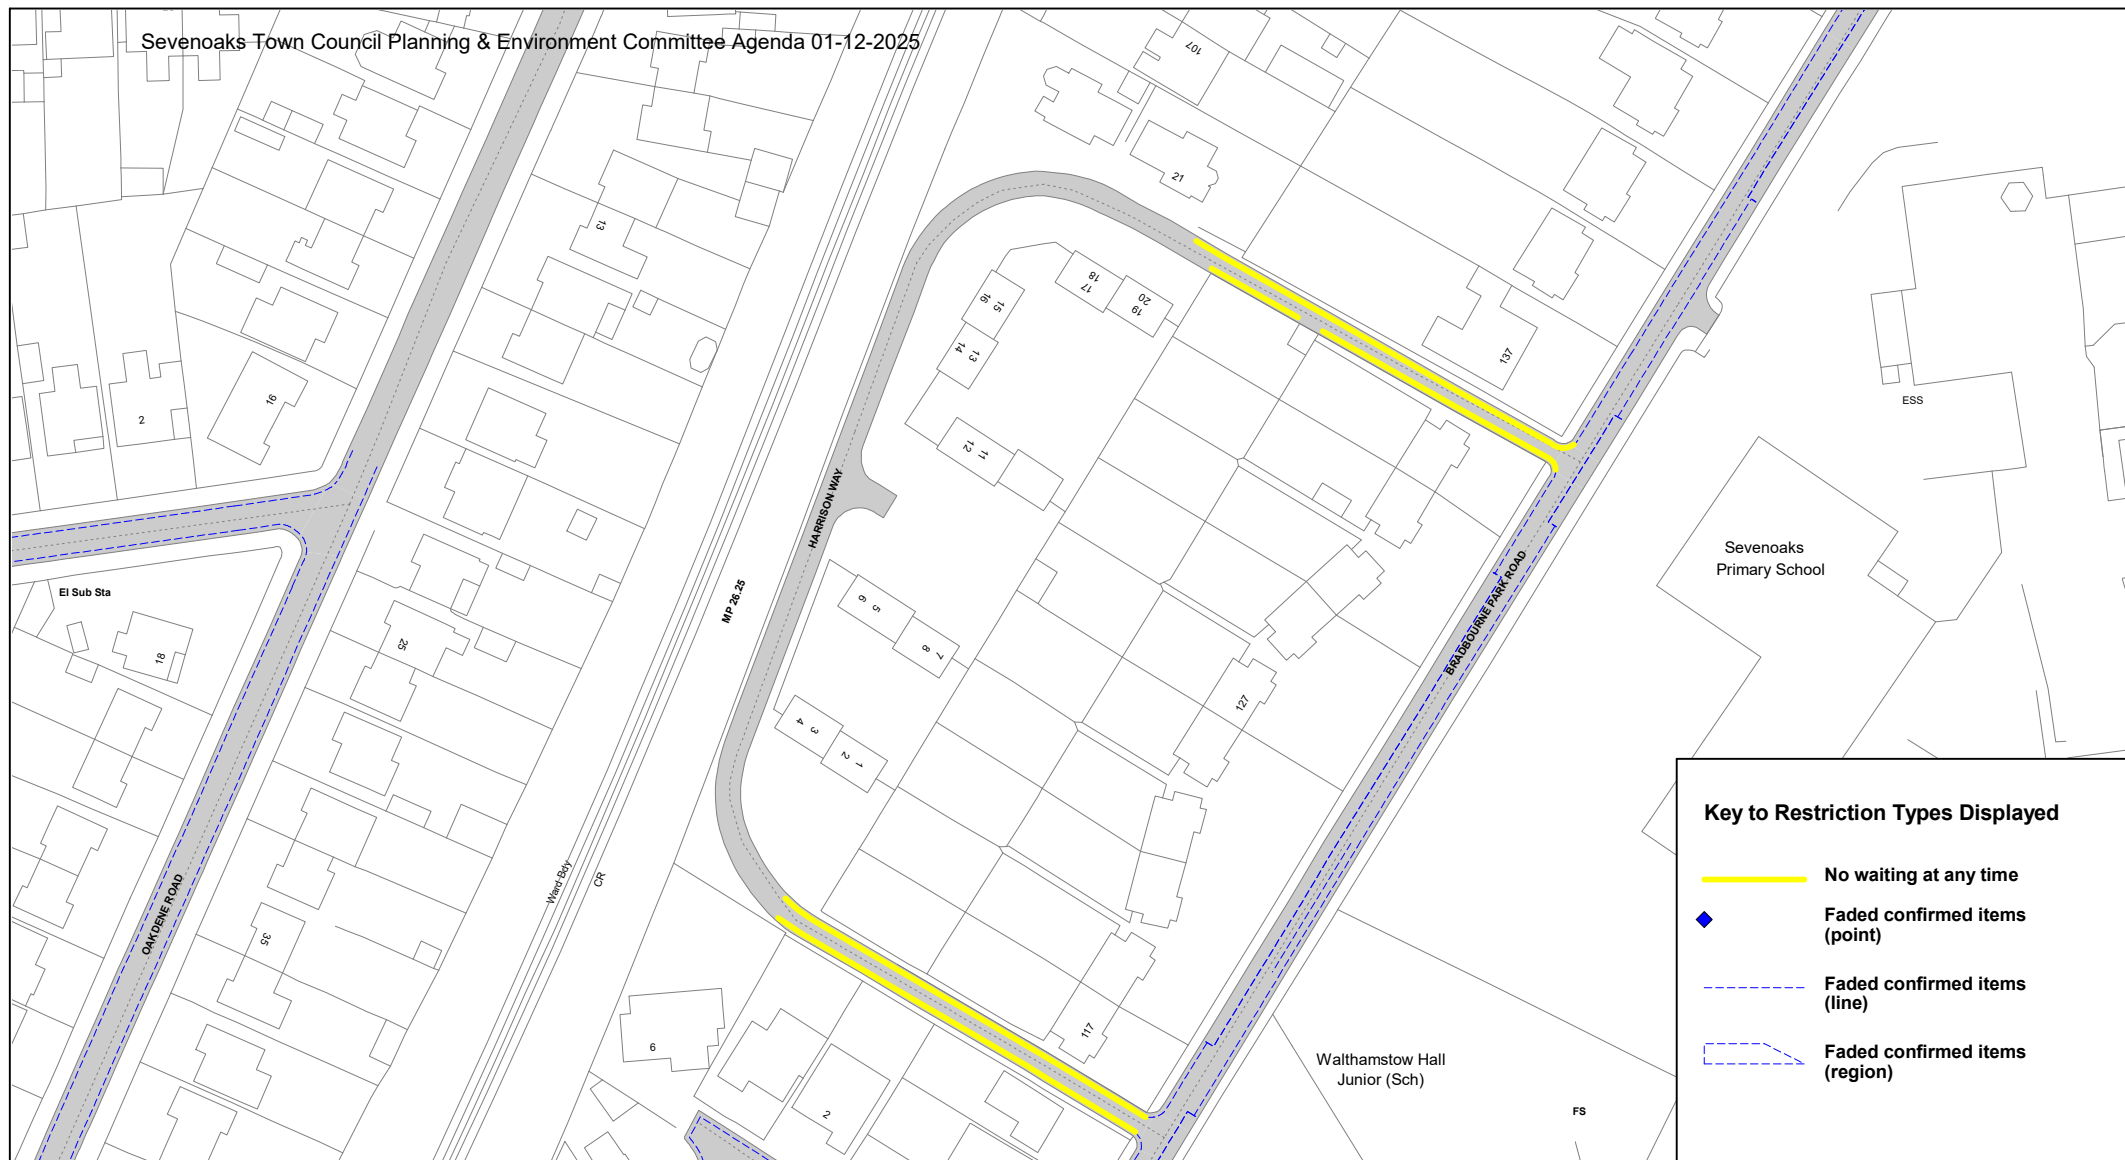 Sevenoaks Town Council Planning & Environment Committee Agenda 01-12-2025
107
21
13
18
17
20
19
16
15
14
13
137
16
2
ESS
12
11
HARRISON WAY
BRADBOURNE PARK ROAD
Sevenoaks
Primary School
El Sub Sta
MP 26.25
6
5
8
7
18
25
127
4
3
2
1
Ward Bdy
CR
OAKDENE ROAD
35
117
6
2
Walthamstow Hall
Junior (Sch)
FS
Key to Restriction Types Displayed
No waiting at any time
Faded confirmed items
(point)
Faded confirmed items
(line)
Faded confirmed items
(region)